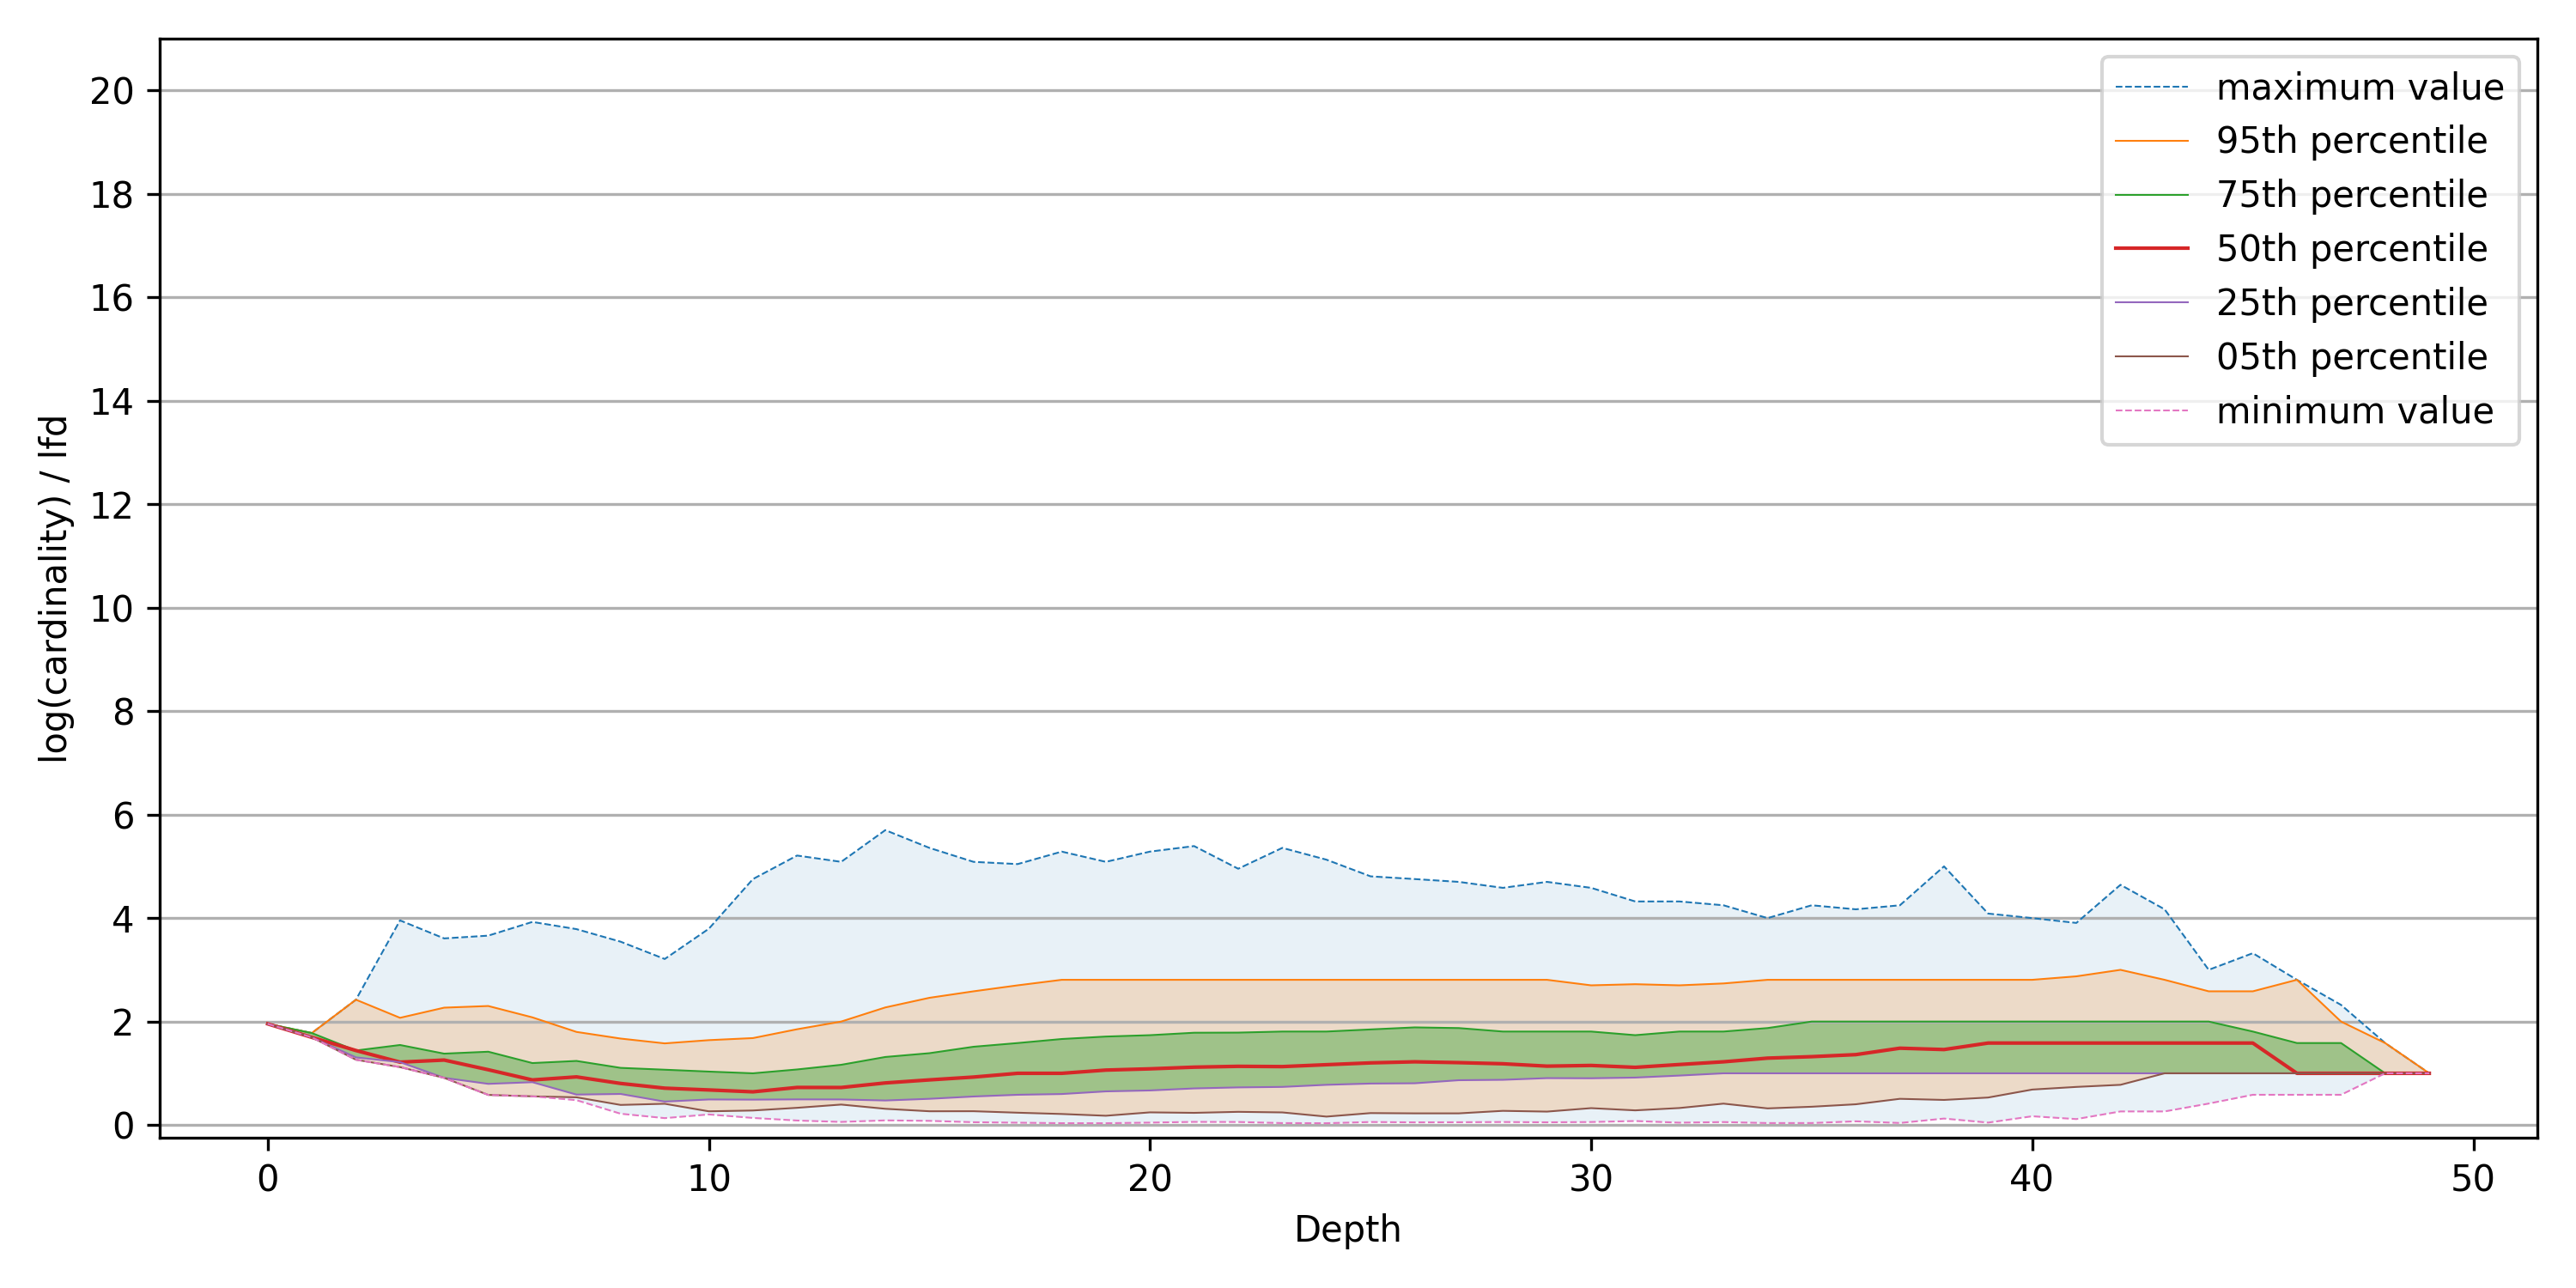 log(cardinality) / lfd
20
18
16
14
12
10
8
6
4
2
0
0 10 20 30 40 50
Depth
maximum value
95th percentile
75th percentile
50th percentile
25th percentile
05th percentile
minimum value